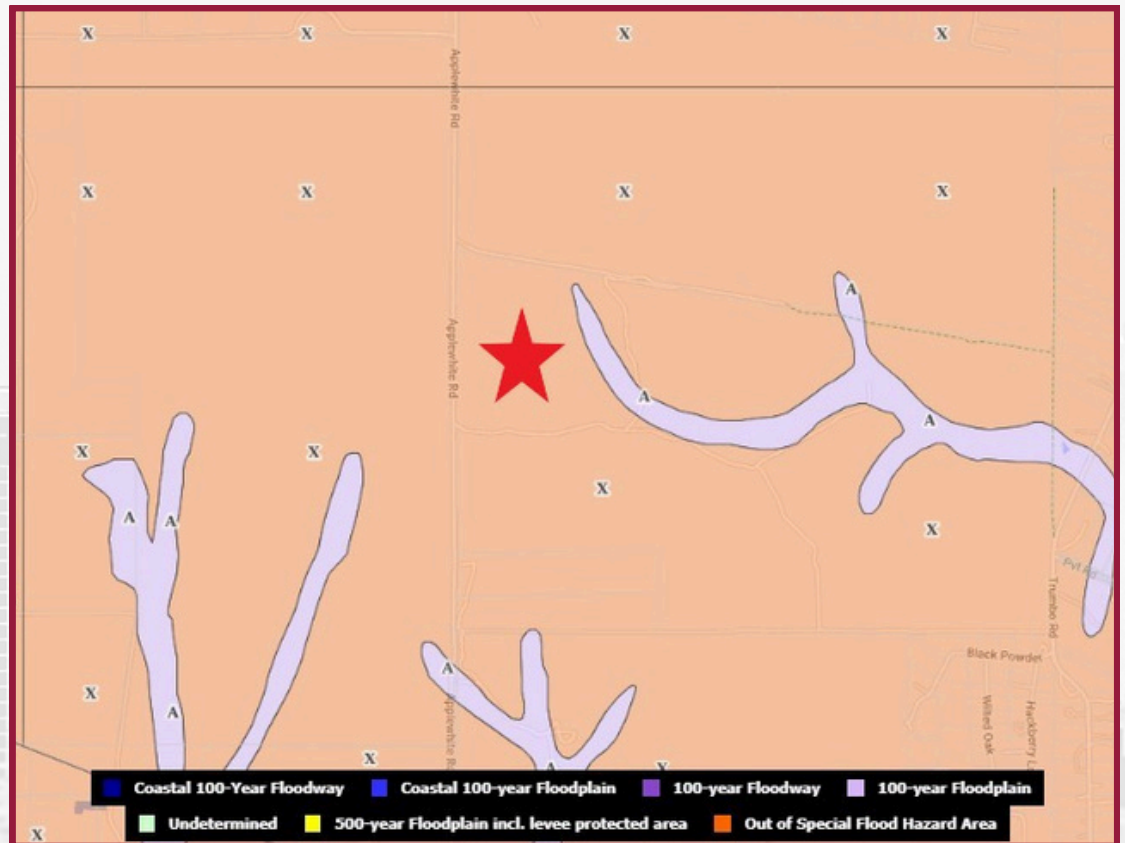 X X X X
Applewhite Rd
X X X X
A
Applewhite Rd
A
A
X X
X
A A
X
Pvt Rd
Trumbo Rd
Black Powder
A
X
Applewhite Rd
Wilted Oak
Hackberry L
A
X
A X
Coastal 100-Year Floodway Coastal 100-year Floodplain 100-year Floodway 100-year Floodplain
Undetermined 500-year Floodplain incl. levee protected area Out of Special Flood Hazard Area
X